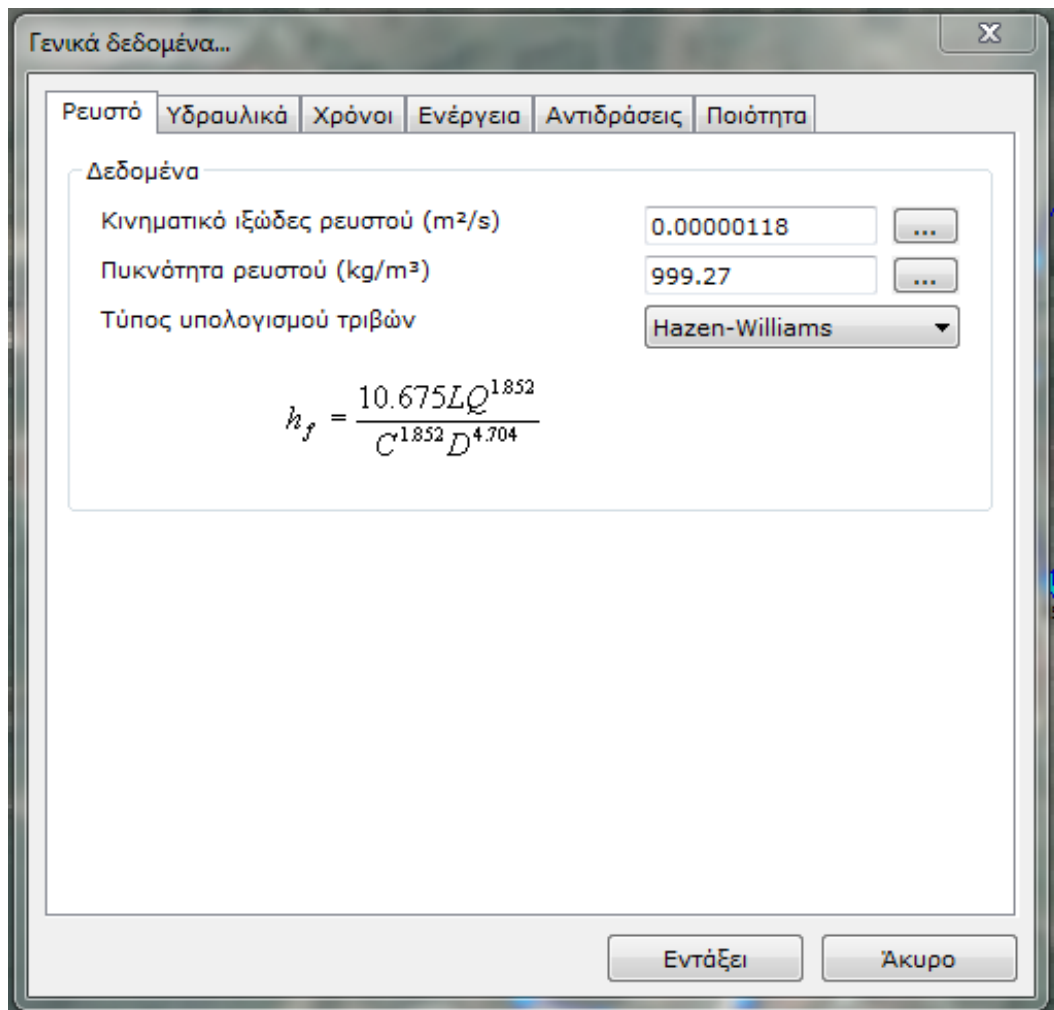 Γενικά δεδομένα...
Ρευστό Υδραυλικά Χρόνοι Ενέργεια Αντιδράσεις Ποιότητα
Δεδομένα
Κινηματικό ιξώδες ρευστού (m²/s) 0.00000118 ...
Πυκνότητα ρευστού (kg/m³) 999.27 ...
Τύπος υπολογισμού τριβών Hazen-Williams
h_f = 10.675LQ^1.852 / C^1.852 D^4.704
Εντάξει Άκυρο